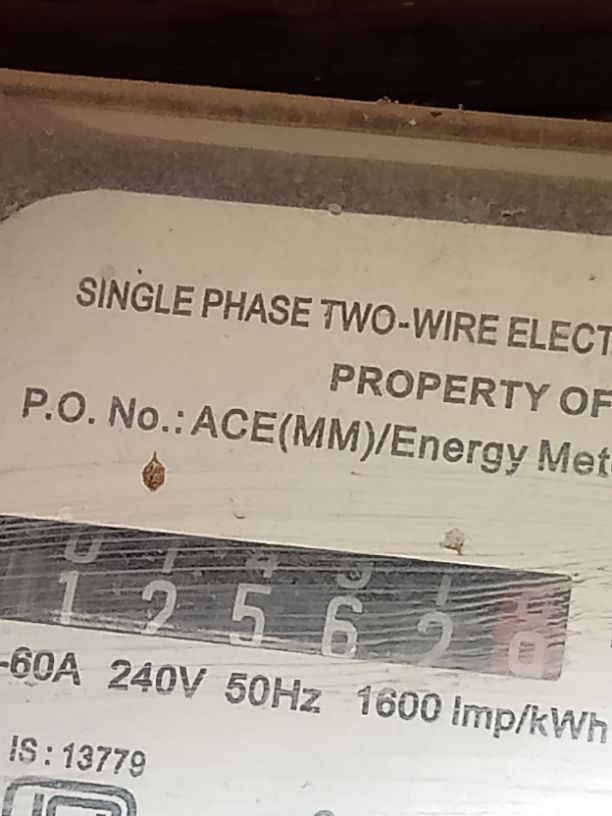 SINGLE PHASE TWO-WIRE ELECT
PROPERTY OF
P.O. No.: ACE(MM)/Energy Met
1 2 5 6 2
-60A 240V 50Hz 1600 Imp/kWh
IS : 13779